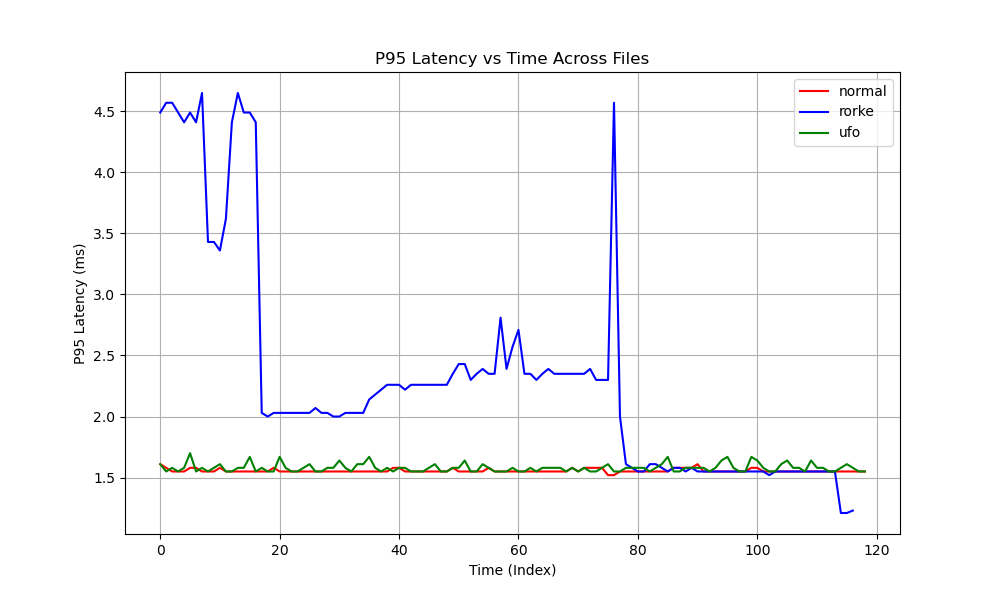 P95 Latency vs Time Across Files
normal
rorke
ufo
P95 Latency (ms)
4.5
4.0
3.5
3.0
2.5
2.0
1.5
0 20 40 60 80 100 120
Time (Index)